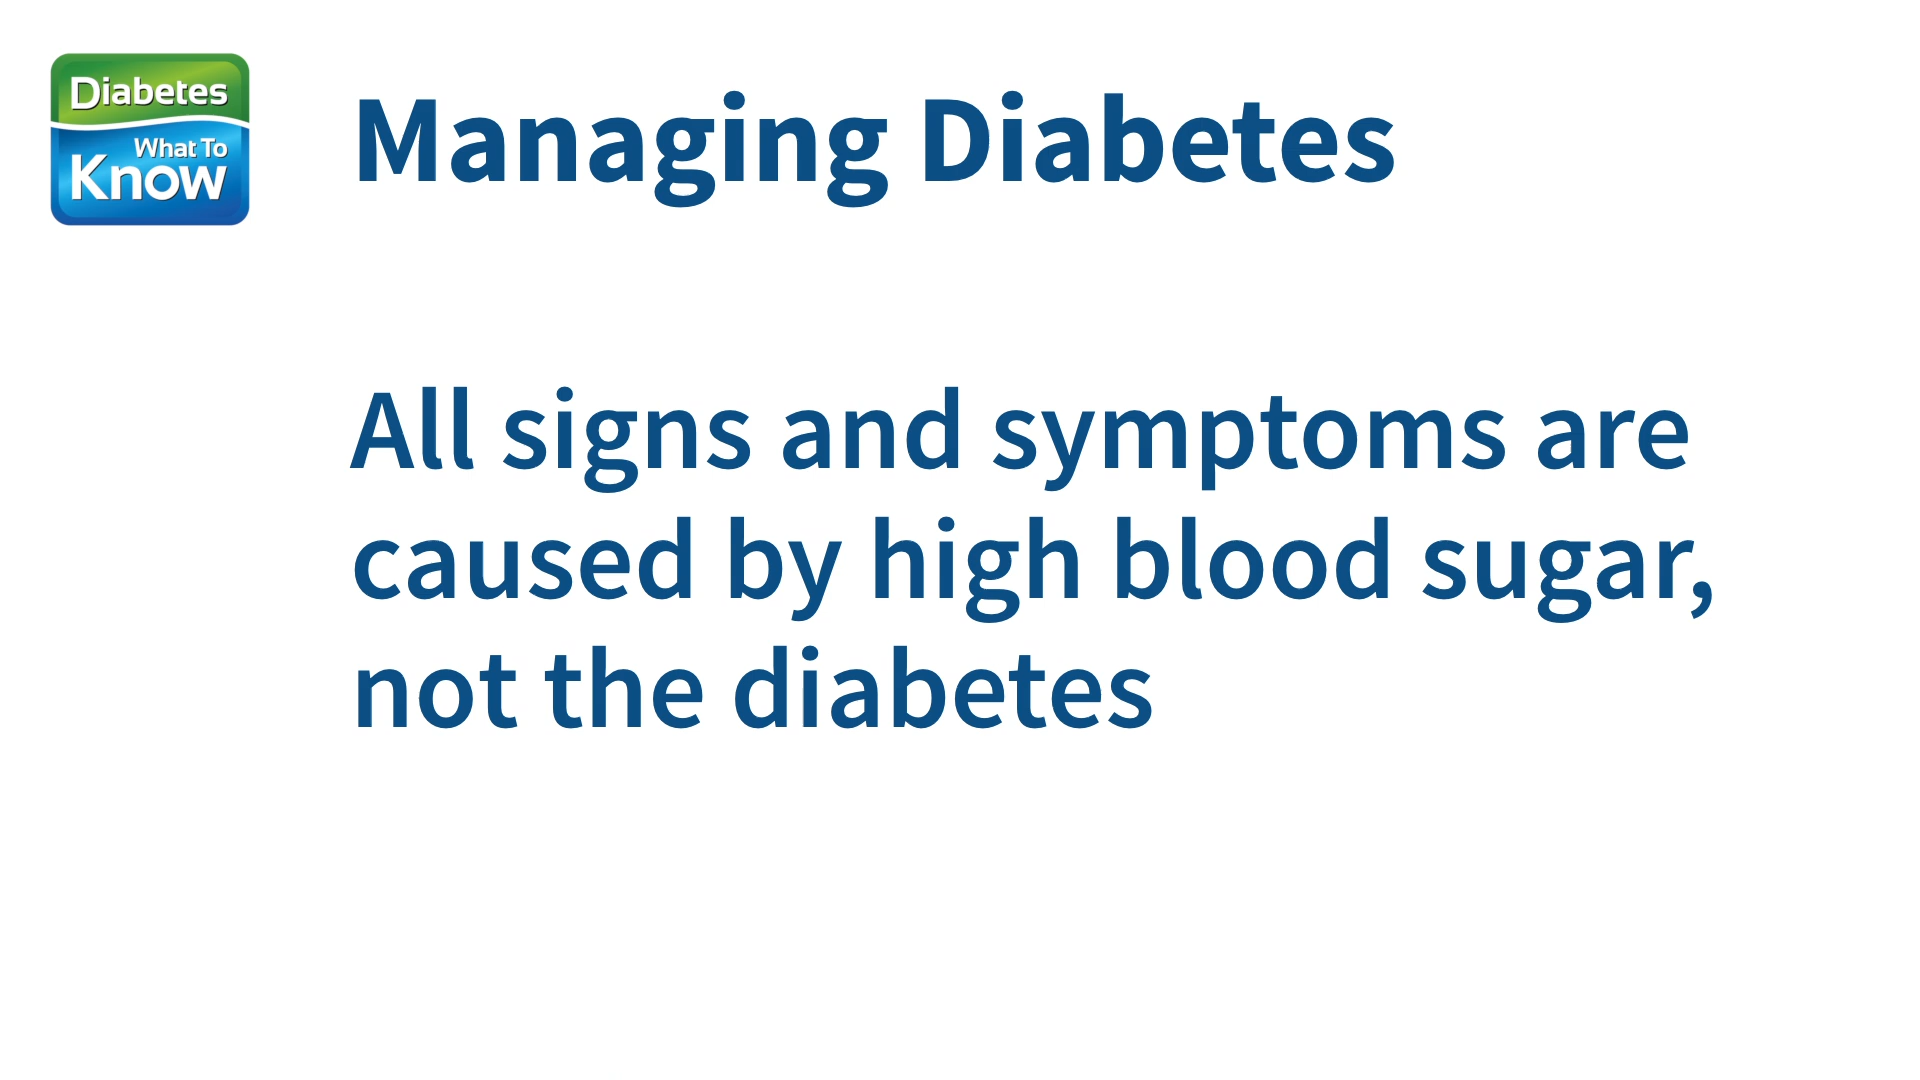 Diabetes
What To
Know
Managing Diabetes
All signs and symptoms are
caused by high blood sugar,
not the diabetes